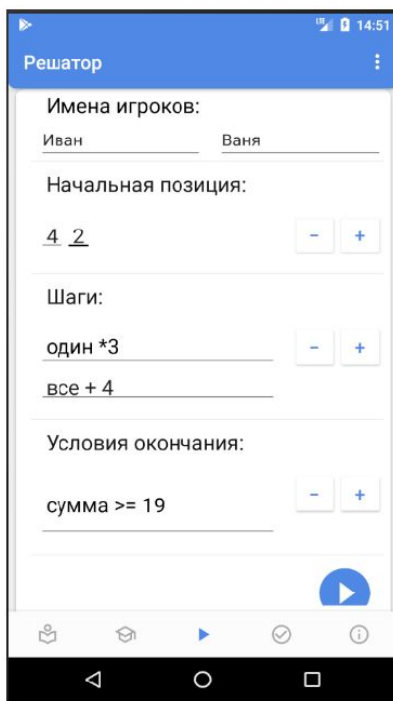 LTE 14:51
Решатор
Имена игроков:
Иван Ваня
Начальная позиция:
4 2 - +
Шаги:
один *3 - +
все + 4
Условия окончания:
сумма >= 19 - +